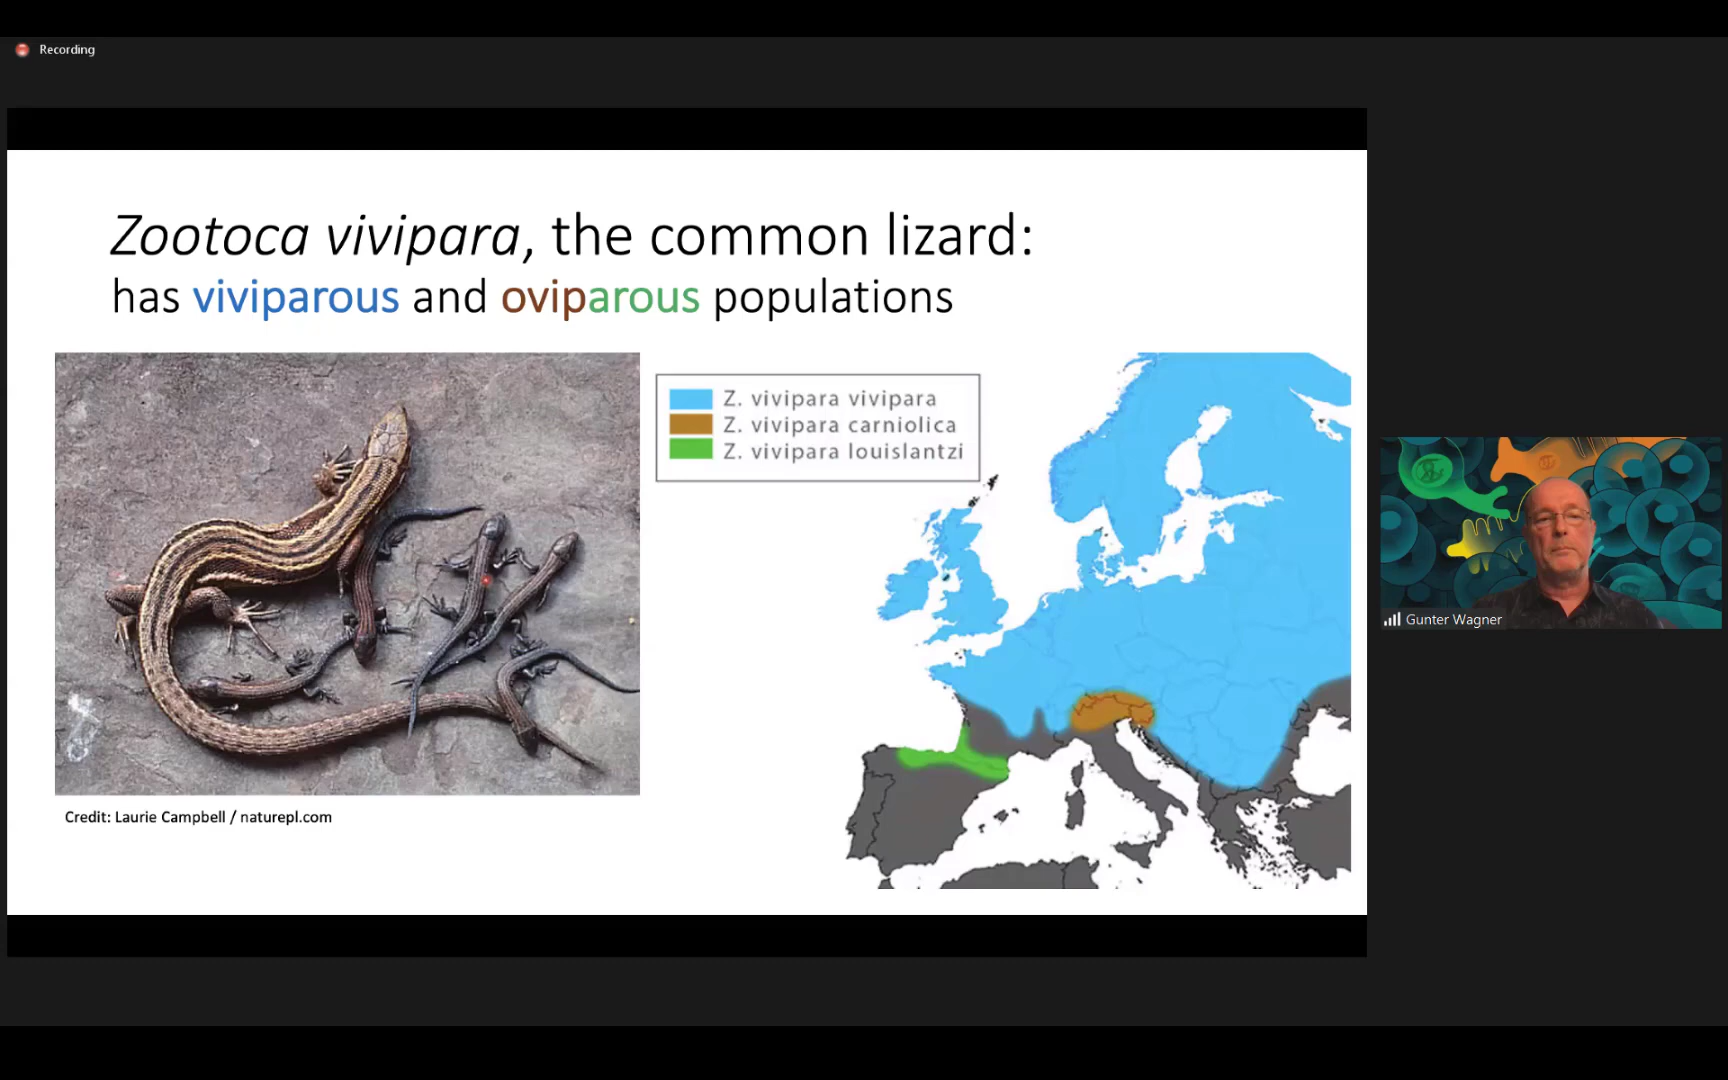 Recording
Zootoca vivipara, the common lizard:
has viviparous and oviparous populations
Z. vivipara vivipara
Z. vivipara carniolica
Z. vivipara louislantzi
Credit: Laurie Campbell / naturepl.com
Gunter Wagner